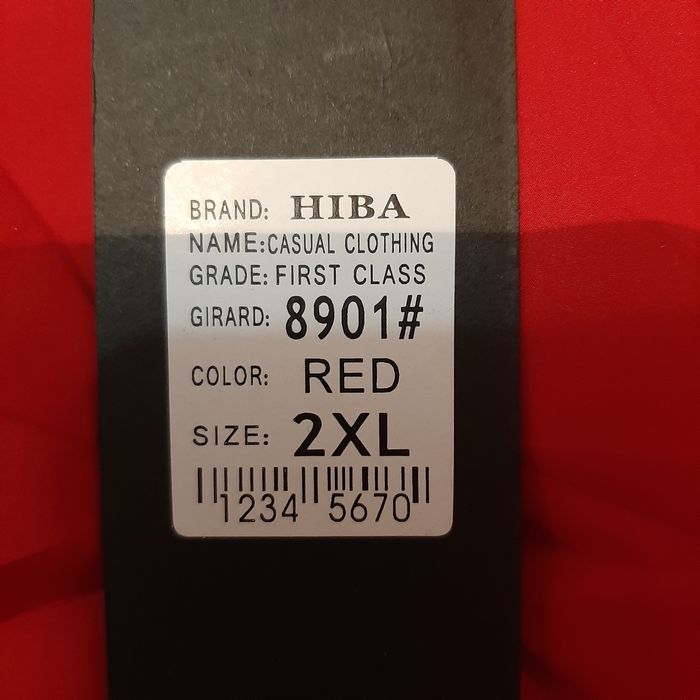 BRAND: HIBA
NAME:CASUAL CLOTHING
GRADE: FIRST CLASS
GIRARD: 8901#
COLOR: RED
SIZE: 2XL
1234 5670